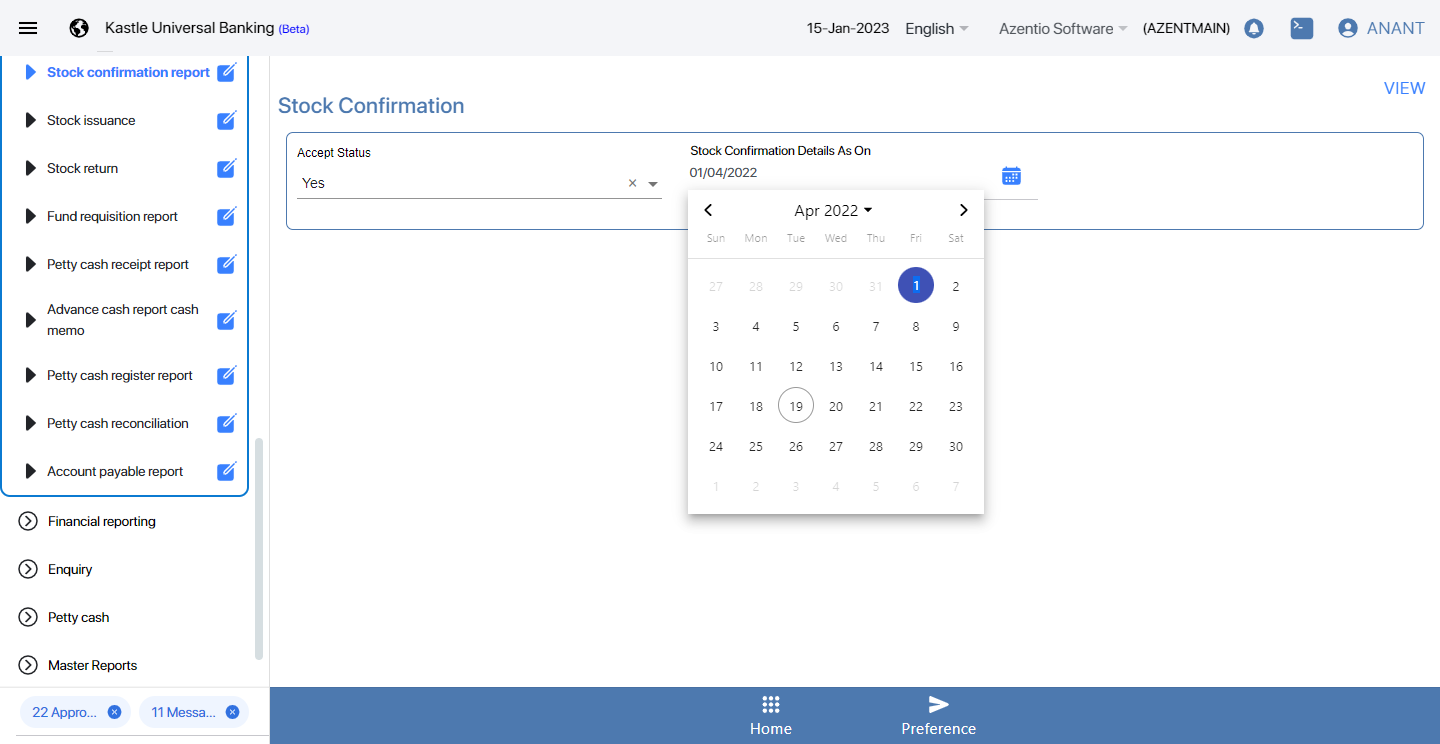 Kastle Universal Banking (Beta)
15-Jan-2023 English Azentio Software (AZENTMAIN) ANANT
Stock confirmation report
Stock issuance
Stock return
Fund requisition report
Petty cash receipt report
Advance cash report cash
memo
Petty cash register report
Petty cash reconciliation
Account payable report
Financial reporting
Enquiry
Petty cash
Master Reports
22 Appro... 11 Messa...
VIEW
Stock Confirmation
Accept Status
Yes
Stock Confirmation Details As On
01/04/2022
Apr 2022
Sun Mon Tue Wed Thu Fri Sat
27 28 29 30 31 1 2
3 4 5 6 7 8 9
10 11 12 13 14 15 16
17 18 19 20 21 22 23
24 25 26 27 28 29 30
1 2 3 4 5 6 7
Home Preference